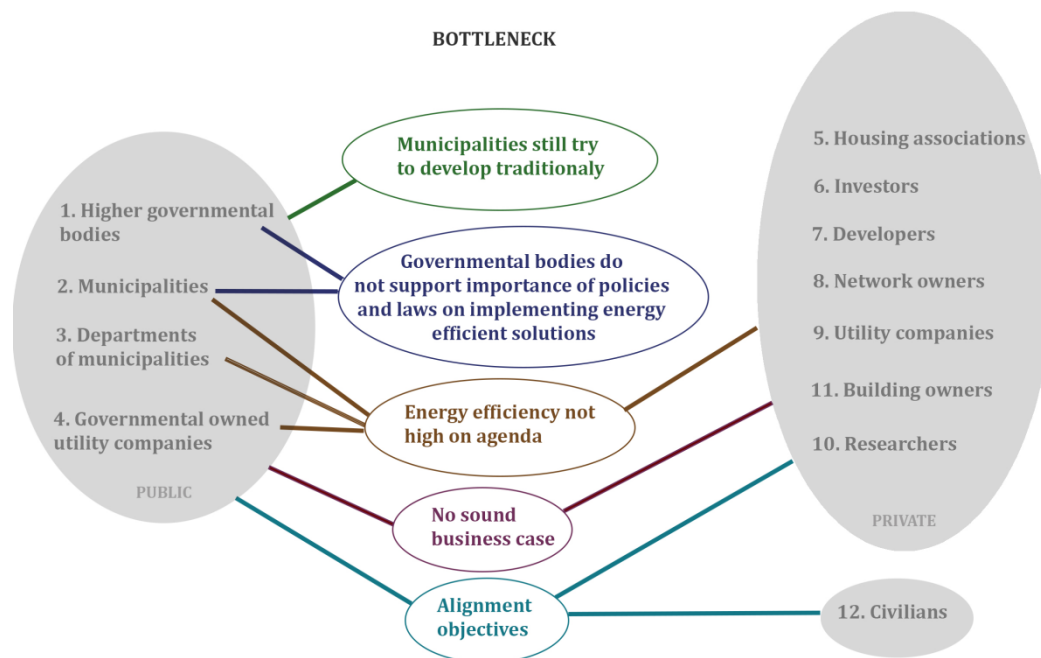 BOTTLENECK
1. Higher governmental
bodies
2. Municipalities
3. Departments
of municipalities
4. Governmental owned
utility companies
PUBLIC
Municipalities still try
to develop traditionaly
Governmental bodies do
not support importance of policies
and laws on implementing energy
efficient solutions
Energy efficiency not
high on agenda
No sound
business case
Alignment
objectives
5. Housing associations
6. Investors
7. Developers
8. Network owners
9. Utility companies
11. Building owners
10. Researchers
PRIVATE
12. Civilians